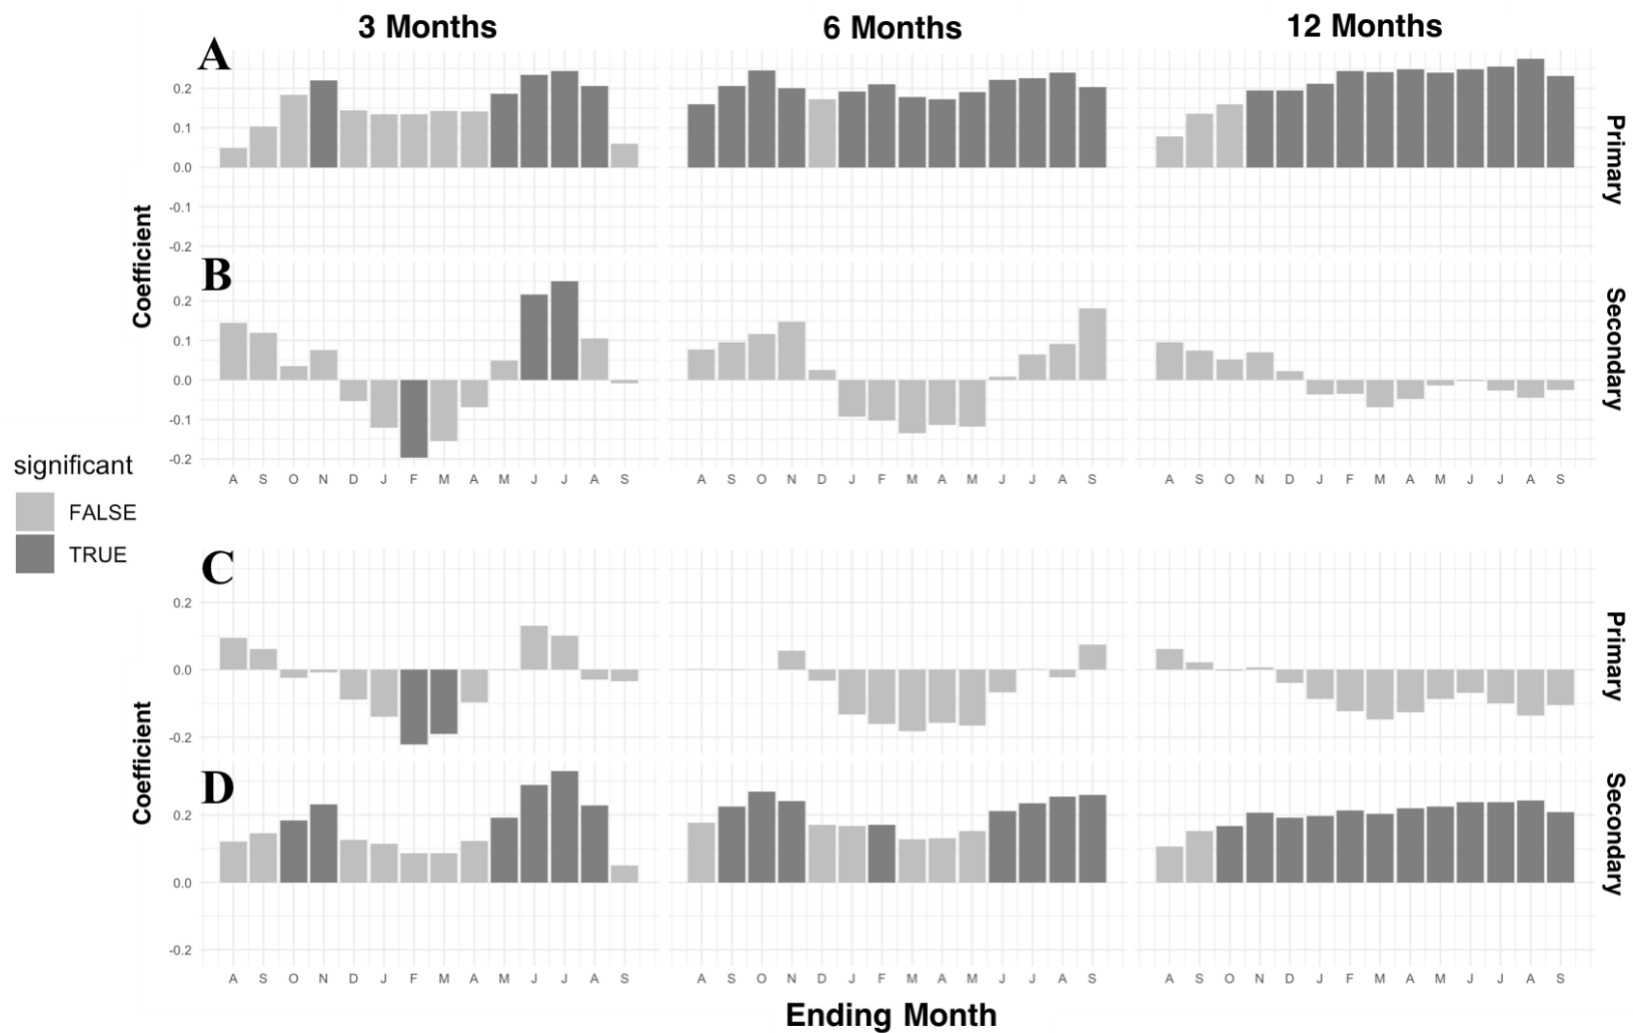 3 Months 6 Months 12 Months
A
0.2
0.1
0.0
-0.1
-0.2
Primary
Coefficient
B
0.2
0.1
0.0
-0.1
-0.2
Secondary
A S O N D J F M A M J J A S A S O N D J F M A M J J A S A S O N D J F M A M J J A S
significant
FALSE
TRUE
C
0.2
0.0
-0.2
Primary
Coefficient
D
0.2
0.0
-0.2
Secondary
A S O N D J F M A M J J A S A S O N D J F M A M J J A S A S O N D J F M A M J J A S
Ending Month